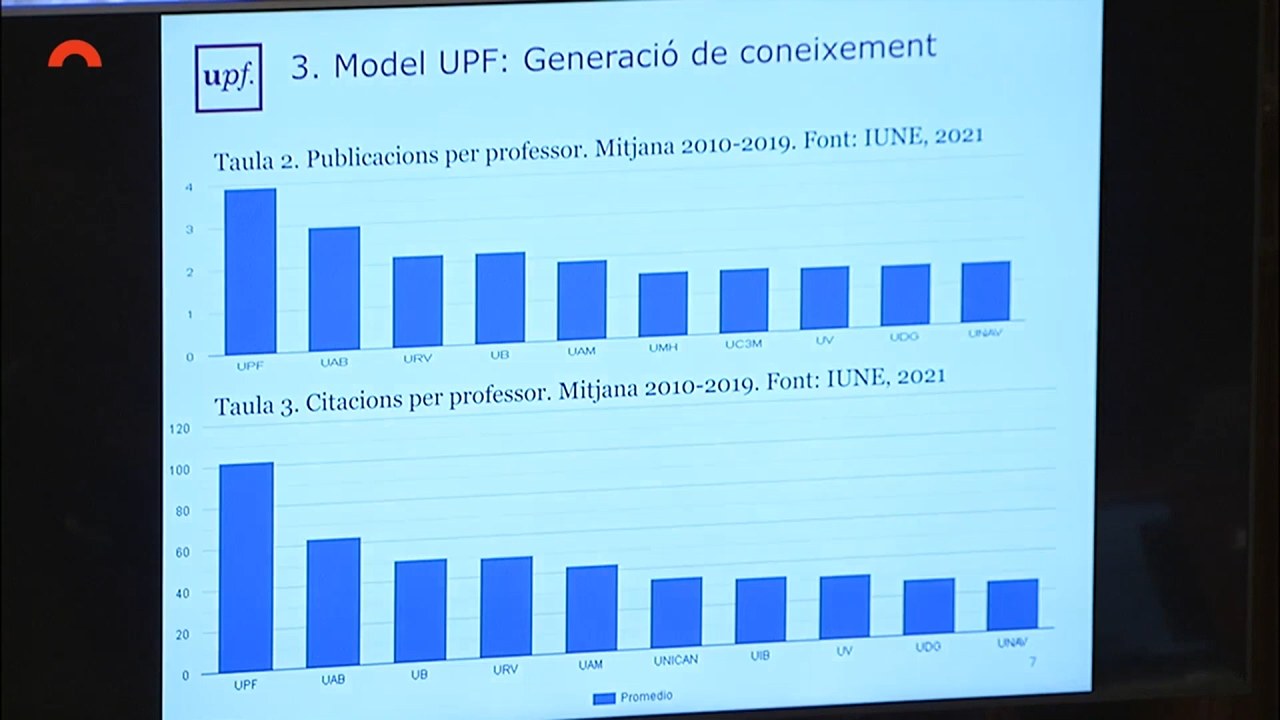 upf.
3. Model UPF: Generació de coneixement
Taula 2. Publicacions per professor. Mitjana 2010-2019. Font: IUNE, 2021
4
3
2
1
0
UPF UAB URV UB UAM UMH UC3M UV UDG UNAV
Taula 3. Citacions per professor. Mitjana 2010-2019. Font: IUNE, 2021
120
100
80
60
40
20
0
UPF UAB UB URV UAM UNICAN UIB UV UDG UNAV
7
Promedio